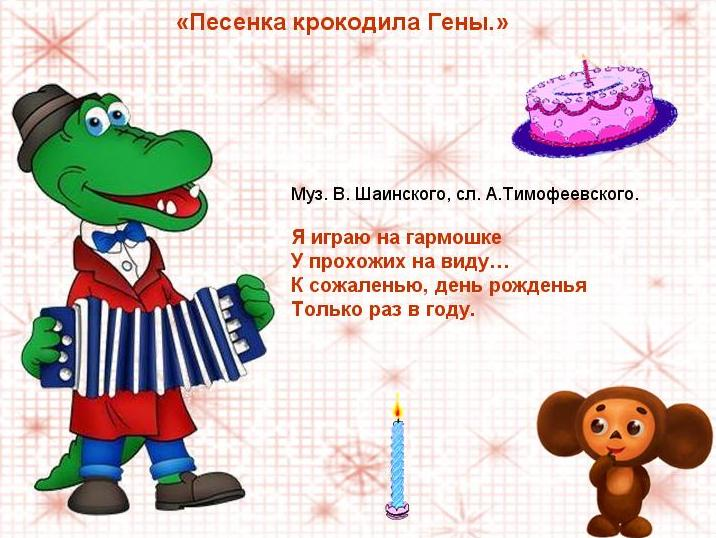 «Песенка крокодила Гены.»
Муз. В. Шаинского, сл. А.Тимофеевского.
Я играю на гармошке
У прохожих на виду…
К сожаленью, день рожденья
Только раз в году.